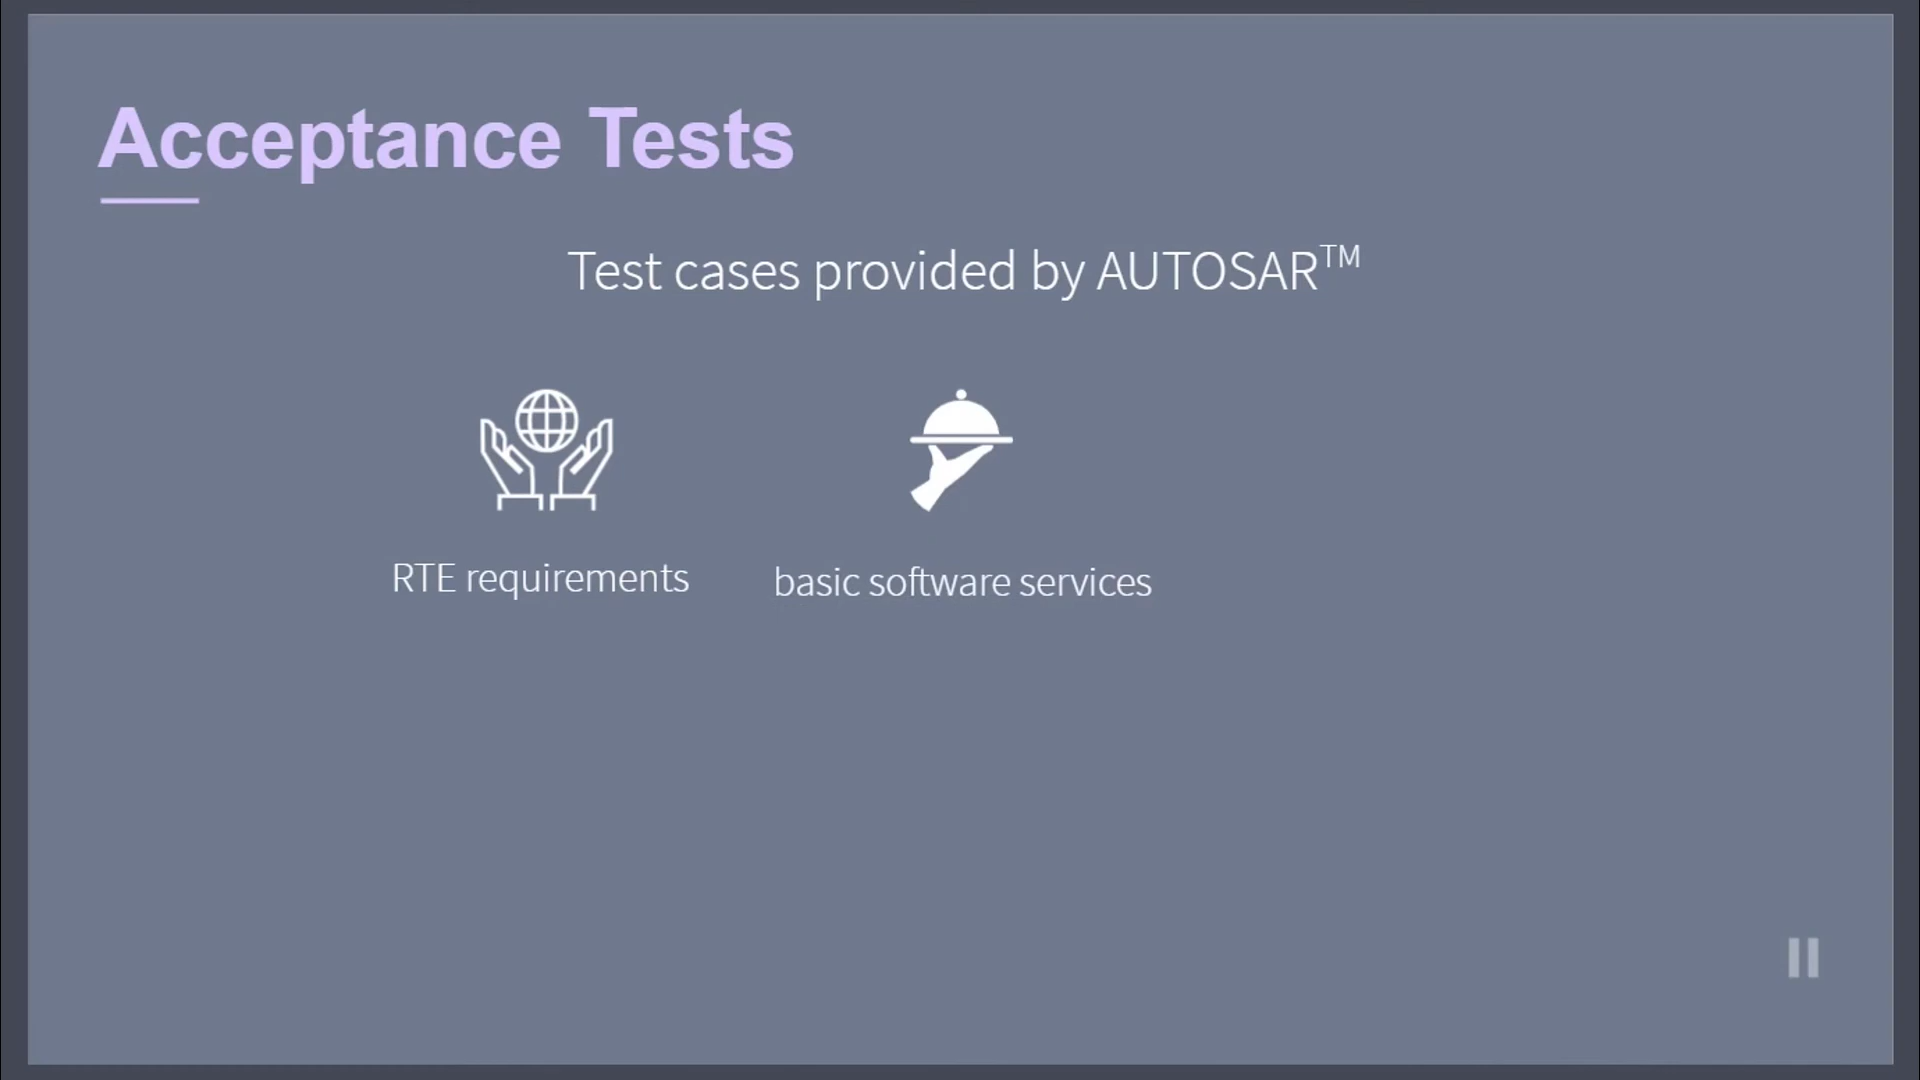 Acceptance Tests
Test cases provided by AUTOSAR™
RTE requirements
basic software services